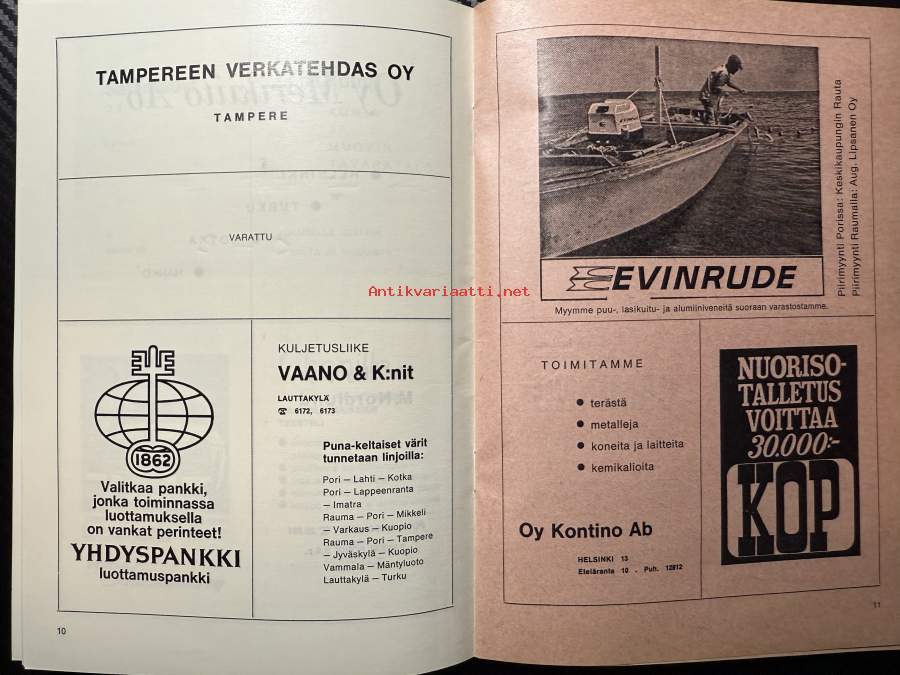 TAMPEREEN VERKATEHDAS OY
TAMPERE
VARATTU
1862
Valitkaa pankki,
jonka toiminnassa
luottamuksella
on vankat perinteet!
YHDYSPANKKI
luottamuspankki
KULJETUSLIIKE
VAANO & K:nit
LAUTTAKYLÄ
☎ 6172, 6173
Puna-keltaiset värit
tunnetaan linjoilla:
Pori – Lahti – Kotka
Pori – Lappeenranta
– Imatra
Rauma – Pori – Mikkeli
– Varkaus – Kuopio
Rauma – Pori – Tampere
– Jyväskylä – Kuopio
Vammala – Mäntyluoto
Lauttakylä – Turku
10
Antikvariaatti.net
EVINRUDE
Myymme puu-, lasikuitu- ja alumiiniveneitä suoraan varastostamme.
Piirimyynti Porissa: Keskikaupungin Rauta
Piirimyynti Raumalla: Aug. Lipsanen Oy
TOIMITAMME
● terästä
● metalleja
● koneita ja laitteita
● kemikalioita
Oy Kontino Ab
HELSINKI 13
Eteläranta 10 . Puh. 12812
NUORISO-
TALLETUS
VOITTAA
30.000:-
KOP
11